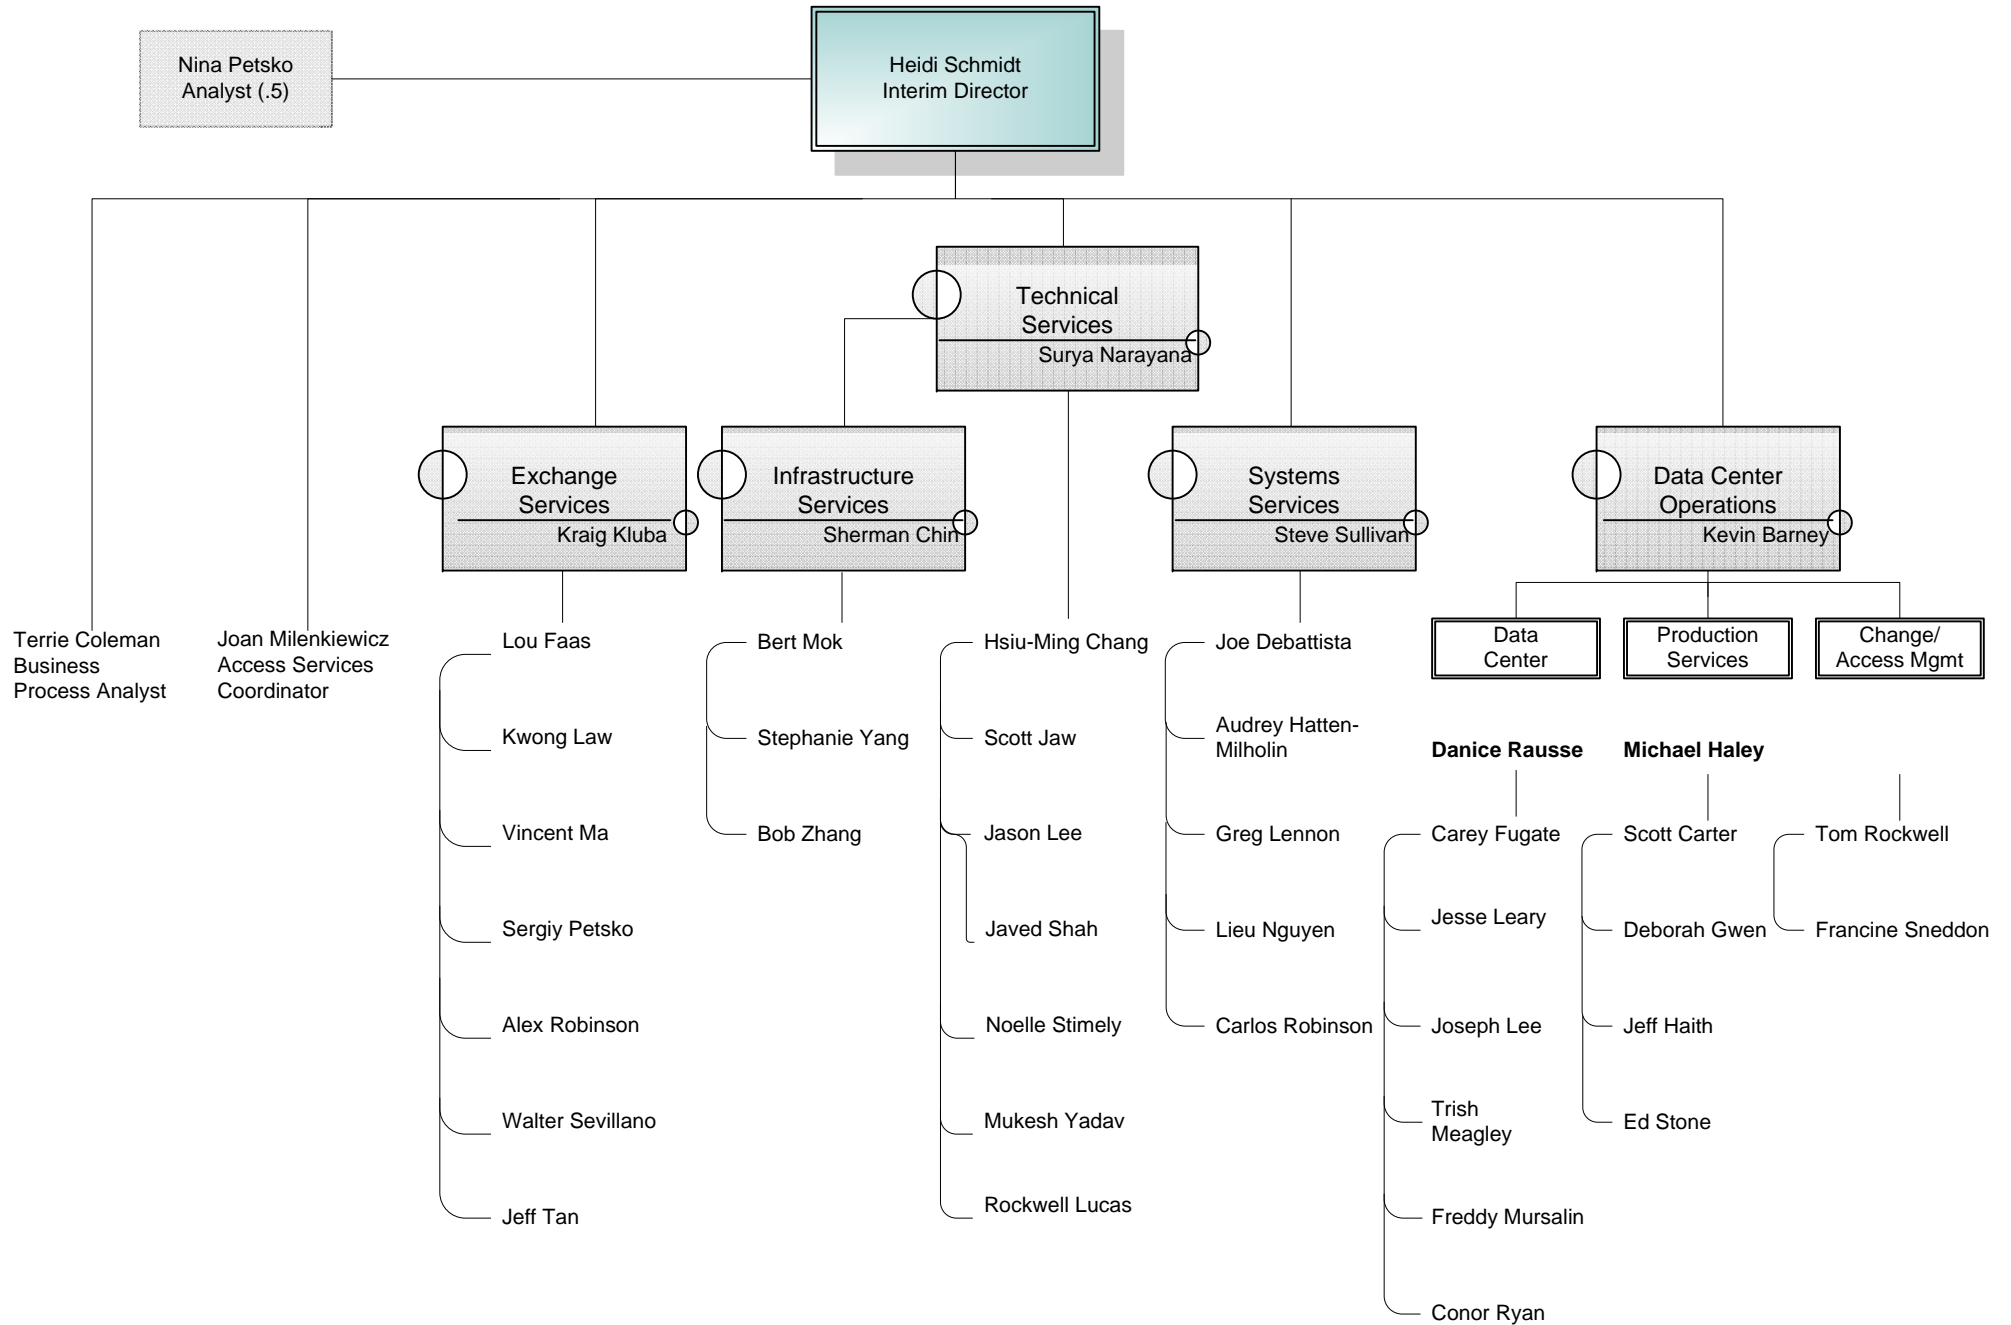 Nina Petsko
Analyst (.5)
Heidi Schmidt
Interim Director
Technical
Services
Surya Narayana
Exchange
Services
Kraig Kluba
Infrastructure
Services
Sherman Chin
Systems
Services
Steve Sullivan
Data Center
Operations
Kevin Barney
Terrie Coleman
Business
Process Analyst
Joan Milenkiewicz
Access Services
Coordinator
Lou Faas
Kwong Law
Vincent Ma
Sergiy Petsko
Alex Robinson
Walter Sevillano
Jeff Tan
Bert Mok
Stephanie Yang
Bob Zhang
Hsiu-Ming Chang
Scott Jaw
Jason Lee
Javed Shah
Noelle Stimely
Mukesh Yadav
Rockwell Lucas
Joe Debattista
Audrey Hatten-
Milholin
Greg Lennon
Lieu Nguyen
Carlos Robinson
Data
Center
Danice Rausse
Carey Fugate
Jesse Leary
Joseph Lee
Trish
Meagley
Freddy Mursalin
Conor Ryan
Production
Services
Michael Haley
Scott Carter
Deborah Gwen
Jeff Haith
Ed Stone
Change/
Access Mgmt
Tom Rockwell
Francine Sneddon